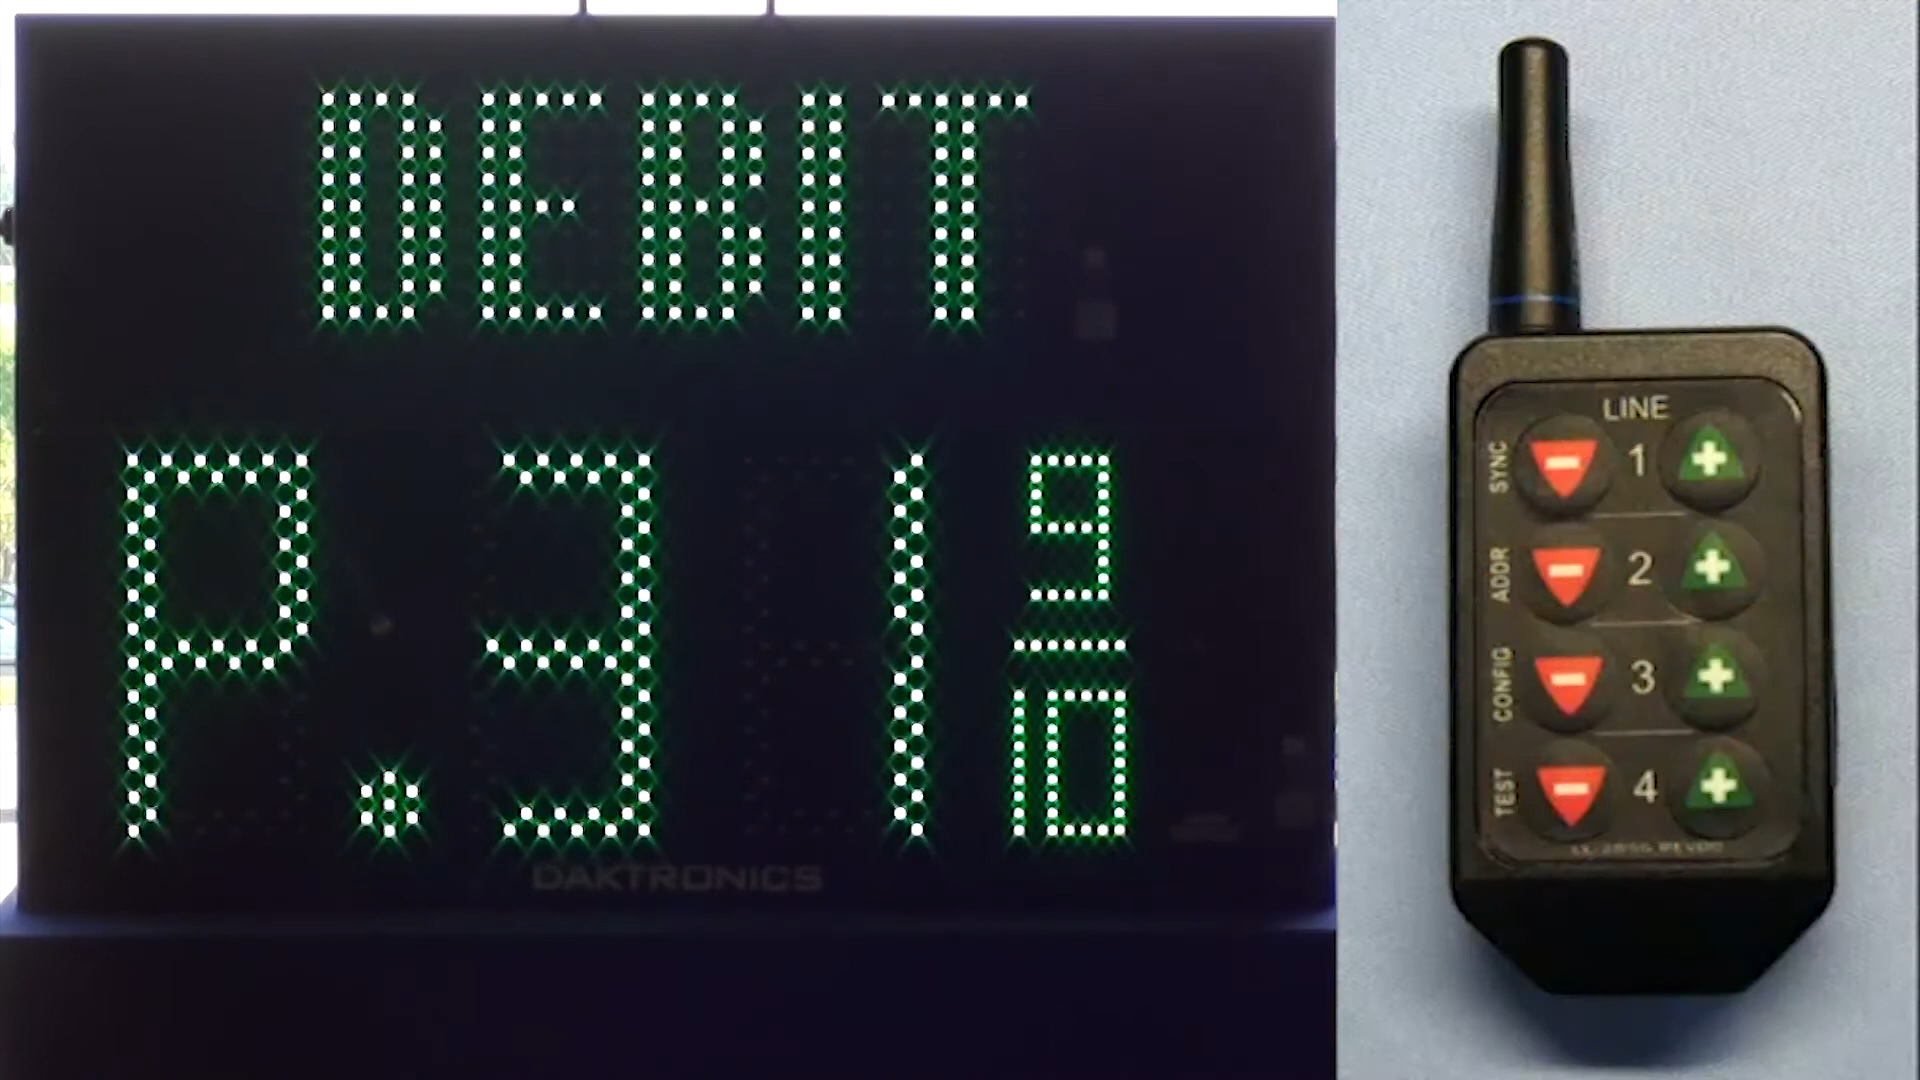 DEBIT
P.3 1 9/10
DAKTRONICS
LINE
SYNC - 1 +
ADDR - 2 +
CONFIG - 3 +
TEST - 4 +